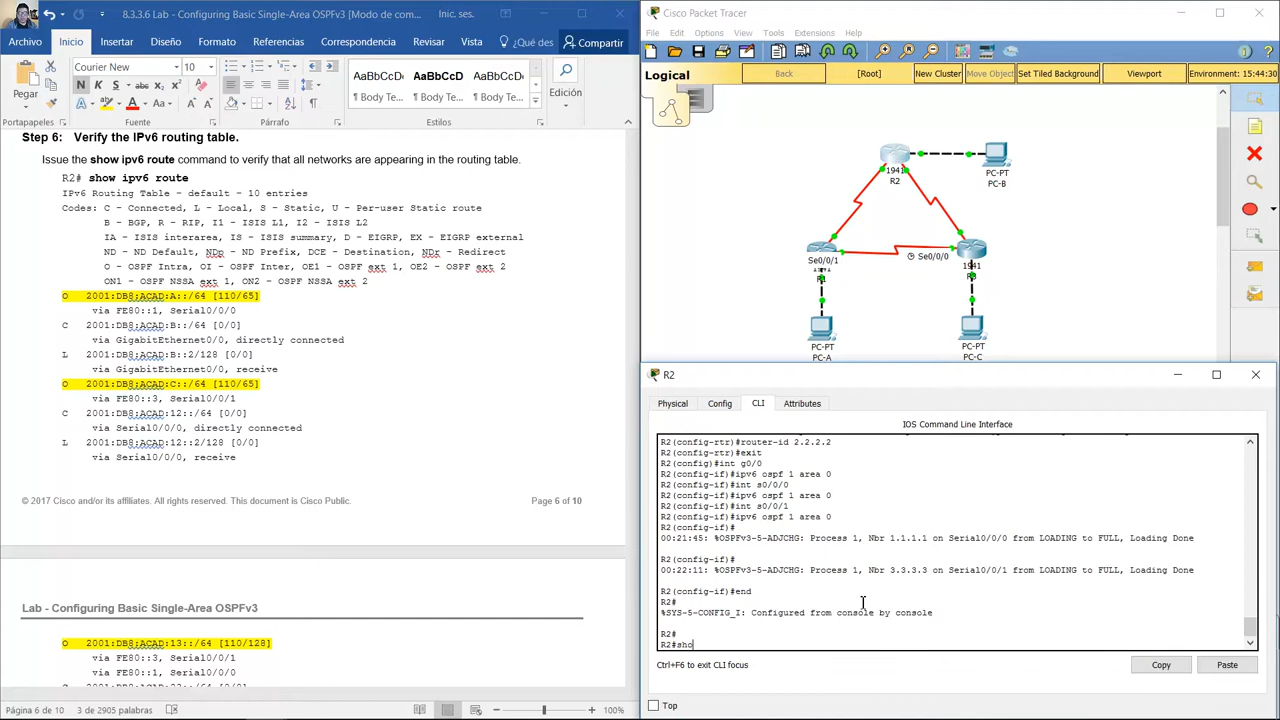 8.3.3.6 Lab - Configuring Basic Single-Area OSPFv3 [Modo de com...
Inic. ses.
Archivo Inicio Insertar Diseño Formato Referencias Correspondencia Revisar Vista ¿Qué des Compartir
Pegar
Courier New 10
N K S abc x₂ x²
AaBbCcD AaBbCcD AaBbCcD
¶ Body Te... ¶ Body Te... ¶ Body Te...
Edición
Portapapeles
Fuente
Párrafo
Estilos
Step 6: Verify the IPv6 routing table.
Issue the show ipv6 route command to verify that all networks are appearing in the routing table.
R2# show ipv6 route
IPv6 Routing Table - default - 10 entries
Codes: C - Connected, L - Local, S - Static, U - Per-user Static route
B - BGP, R - RIP, I1 - ISIS L1, I2 - ISIS L2
IA - ISIS interarea, IS - ISIS summary, D - EIGRP, EX - EIGRP external
ND - ND Default, NDp - ND Prefix, DCE - Destination, NDr - Redirect
O - OSPF Intra, OI - OSPF Inter, OE1 - OSPF ext 1, OE2 - OSPF ext 2
ON1 - OSPF NSSA ext 1, ON2 - OSPF NSSA ext 2
O 2001:DB8:ACAD:A::/64 [110/65]
via FE80::1, Serial0/0/0
C 2001:DB8:ACAD:B::/64 [0/0]
via GigabitEthernet0/0, directly connected
L 2001:DB8:ACAD:B::2/128 [0/0]
via GigabitEthernet0/0, receive
O 2001:DB8:ACAD:C::/64 [110/65]
via FE80::3, Serial0/0/1
C 2001:DB8:ACAD:12::/64 [0/0]
via Serial0/0/0, directly connected
L 2001:DB8:ACAD:12::2/128 [0/0]
via Serial0/0/0, receive
© 2017 Cisco and/or its affiliates. All rights reserved. This document is Cisco Public.
Page 6 of 10
Lab - Configuring Basic Single-Area OSPFv3
O 2001:DB8:ACAD:13::/64 [110/128]
via FE80::3, Serial0/0/1
via FE80::1, Serial0/0/0
Página 6 de 10 3 de 2905 palabras 100%
Cisco Packet Tracer
File Edit Options View Tools Extensions Help
Logical Back [Root] New Cluster Move Object Set Tiled Background Viewport Environment: 15:44:30
1941
R2
PC-PT
PC-B
Se0/0/1
R1
Se0/0/0
1941
R3
PC-PT
PC-A
PC-PT
PC-C
R2
Physical Config CLI Attributes
IOS Command Line Interface
R2(config-rtr)#router-id 2.2.2.2
R2(config-rtr)#exit
R2(config)#int g0/0
R2(config-if)#ipv6 ospf 1 area 0
R2(config-if)#int s0/0/0
R2(config-if)#ipv6 ospf 1 area 0
R2(config-if)#int s0/0/1
R2(config-if)#ipv6 ospf 1 area 0
R2(config-if)#
00:21:45: %OSPFv3-5-ADJCHG: Process 1, Nbr 1.1.1.1 on Serial0/0/0 from LOADING to FULL, Loading Done
R2(config-if)#
00:22:11: %OSPFv3-5-ADJCHG: Process 1, Nbr 3.3.3.3 on Serial0/0/1 from LOADING to FULL, Loading Done
R2(config-if)#end
R2#
%SYS-5-CONFIG_I: Configured from console by console
R2#
R2#sho
Ctrl+F6 to exit CLI focus
Copy
Paste
Top